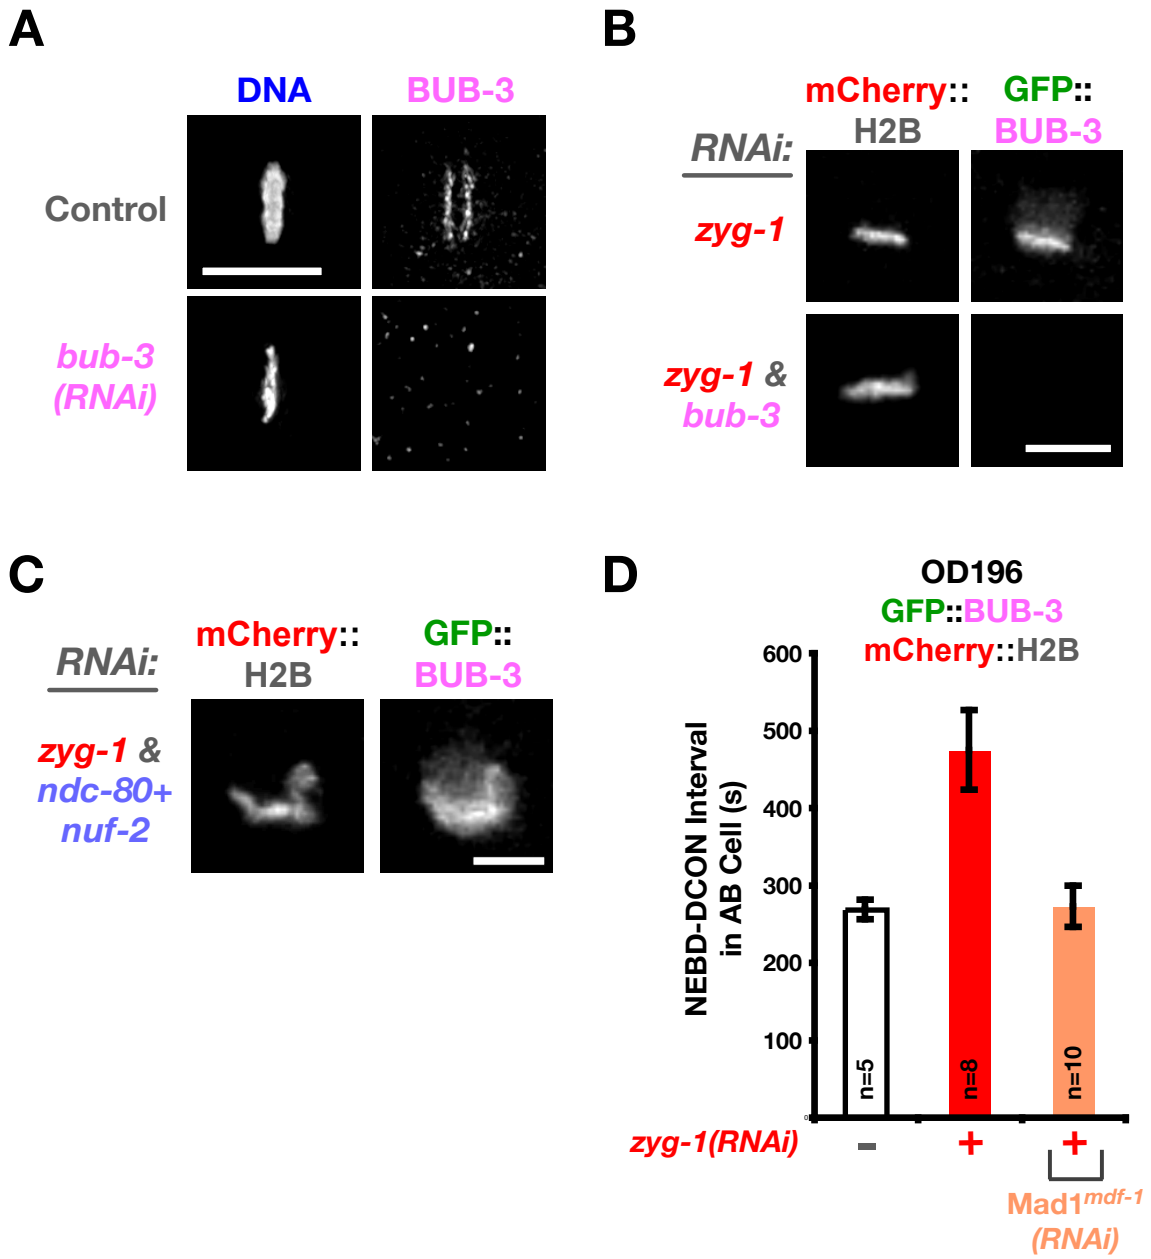 A
DNA
BUB-3
Control
bub-3
(RNAi)
B
mCherry::
H2B
GFP::
BUB-3
RNAi:
zyg-1
zyg-1 &
bub-3
C
mCherry::
H2B
GFP::
BUB-3
RNAi:
zyg-1 &
ndc-80+
nuf-2
D
OD196
GFP::BUB-3
mCherry::H2B
NEBD-DCON Interval
in AB Cell (s)
600
500
400
300
200
100
0
n=5
n=8
n=10
zyg-1(RNAi)
–
+
+
Mad1mdf-1
(RNAi)